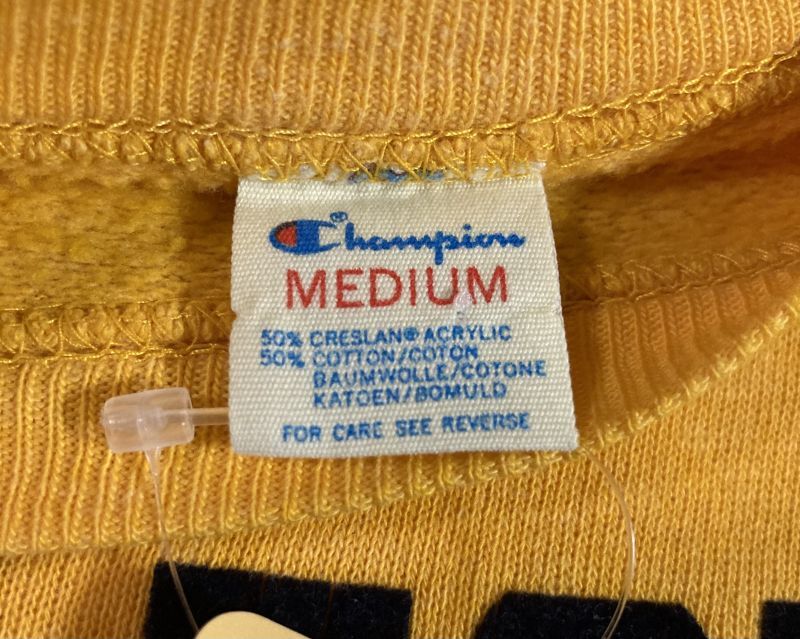 Champion®
MEDIUM
50% CRESLAN® ACRYLIC
50% COTTON/COTON
BAUMWOLLE/COTONE
KATOEN/BOMULD
FOR CARE SEE REVERSE